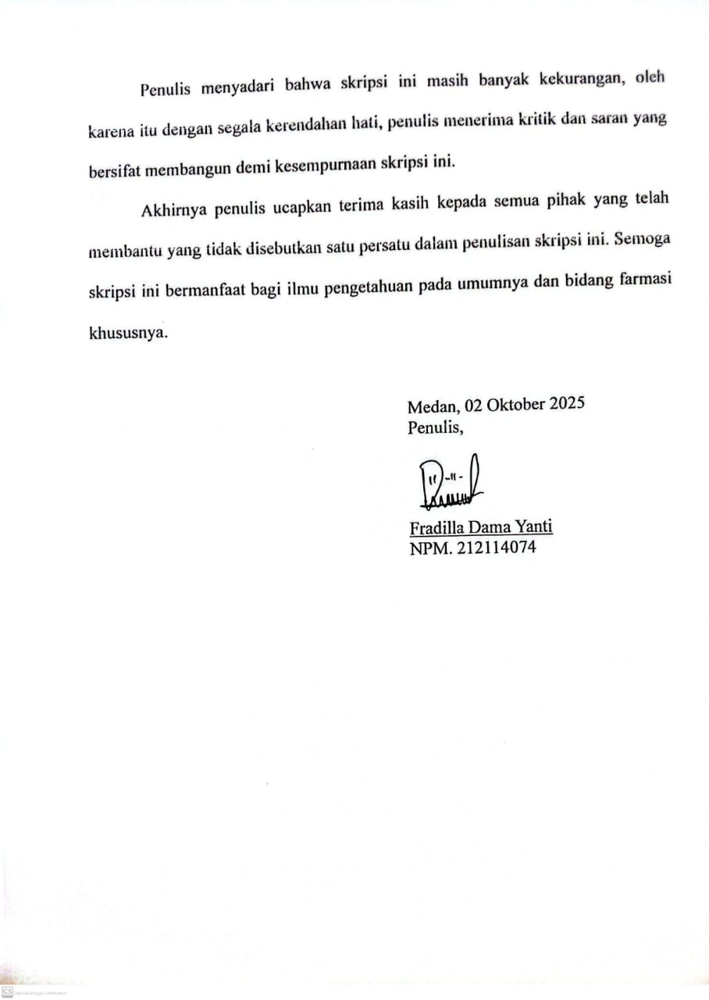 Penulis menyadari bahwa skripsi ini masih banyak kekurangan, oleh
karena itu dengan segala kerendahan hati, penulis menerima kritik dan saran yang
bersifat membangun demi kesempurnaan skripsi ini.
Akhirnya penulis ucapkan terima kasih kepada semua pihak yang telah
membantu yang tidak disebutkan satu persatu dalam penulisan skripsi ini. Semoga
skripsi ini bermanfaat bagi ilmu pengetahuan pada umumnya dan bidang farmasi
khususnya.
Medan, 02 Oktober 2025
Penulis,
Fradilla Dama Yanti
NPM. 212114074
CS